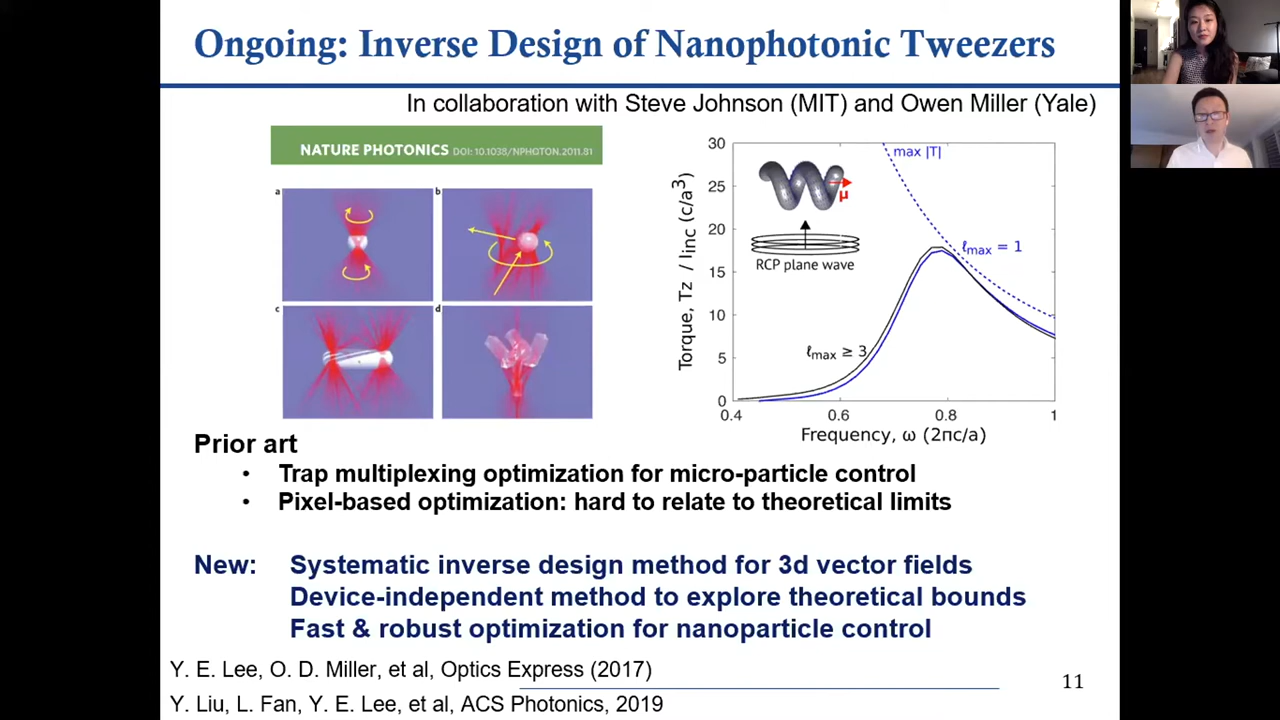 Ongoing: Inverse Design of Nanophotonic Tweezers
In collaboration with Steve Johnson (MIT) and Owen Miller (Yale)
NATURE PHOTONICS DOI: 10.1038/NPHOTON.2011.81
a
b
c
d
30
25
20
15
10
5
0
Torque, Tz / Iinc (c/a³)
max |T|
μ
RCP plane wave
ℓmax = 1
ℓmax ≥ 3
0.4
0.6
0.8
1
Frequency, ω (2πc/a)
Prior art
• Trap multiplexing optimization for micro-particle control
• Pixel-based optimization: hard to relate to theoretical limits
New: Systematic inverse design method for 3d vector fields
Device-independent method to explore theoretical bounds
Fast & robust optimization for nanoparticle control
Y. E. Lee, O. D. Miller, et al, Optics Express (2017)
Y. Liu, L. Fan, Y. E. Lee, et al, ACS Photonics, 2019
11